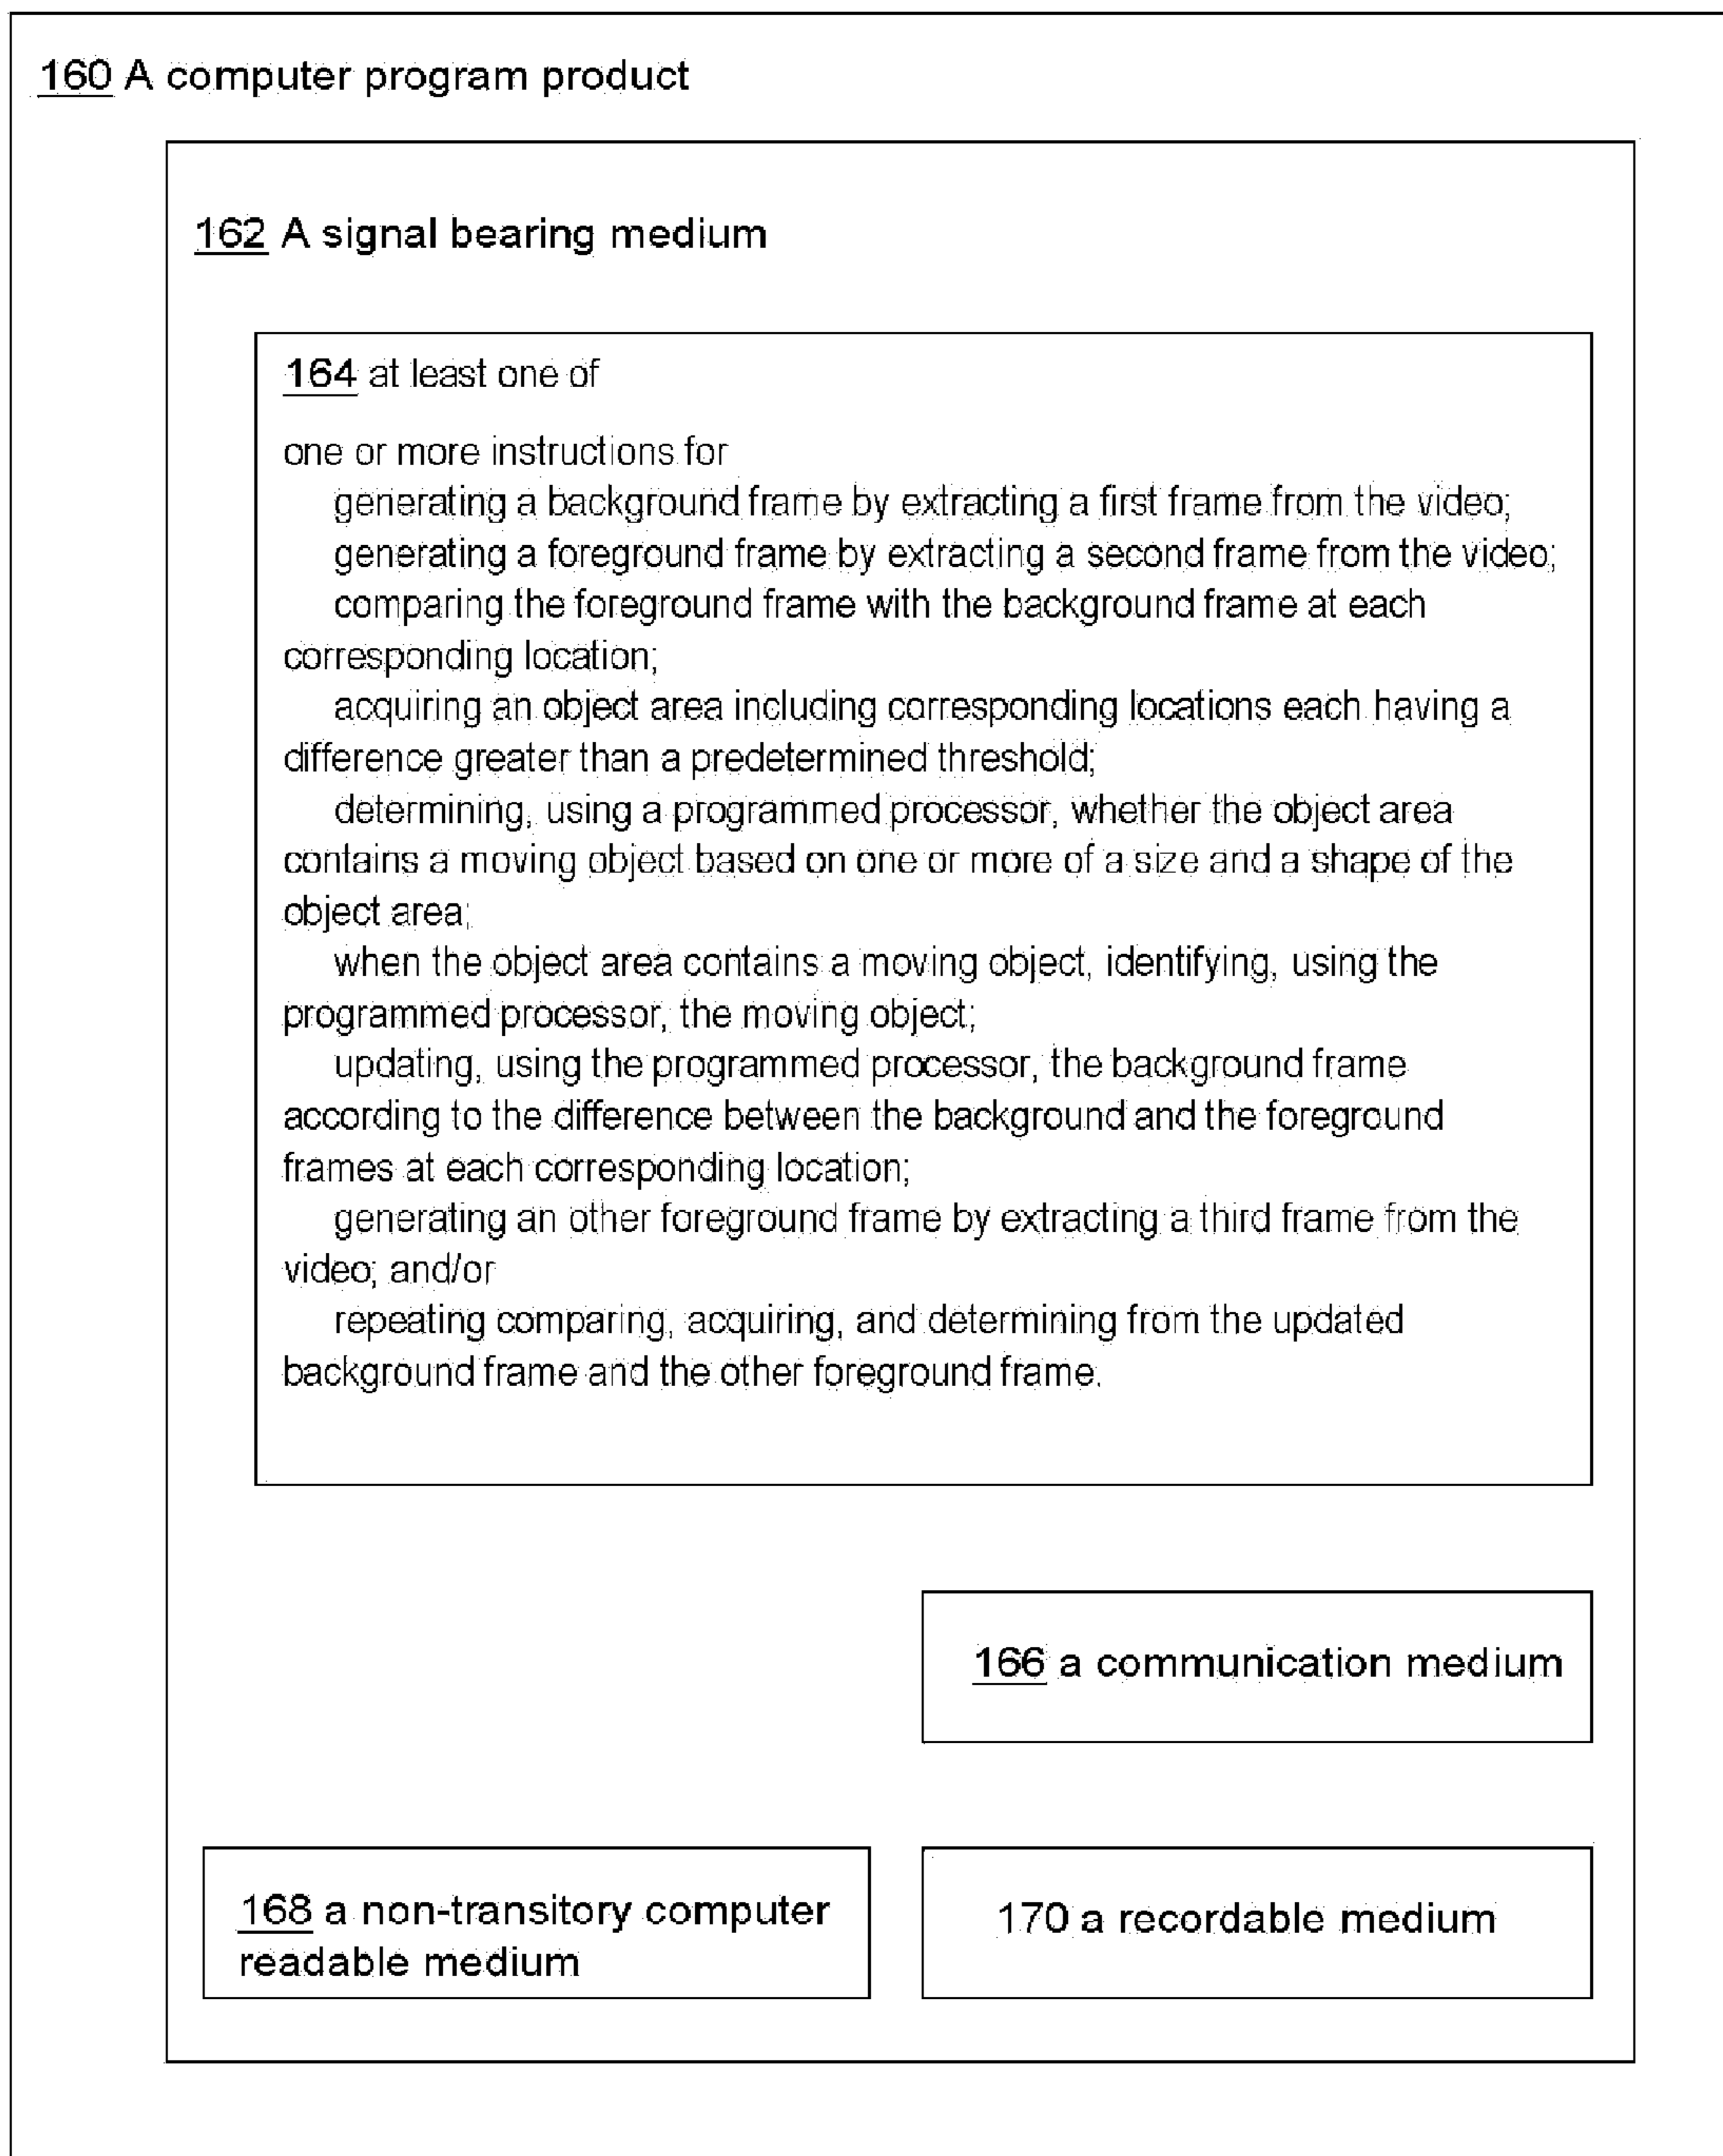 160 A computer program product
162 A signal bearing medium
164 at least one of
one or more instructions for
generating a background frame by extracting a first frame from the video;
generating a foreground frame by extracting a second frame from the video;
comparing the foreground frame with the background frame at each
corresponding location;
acquiring an object area including corresponding locations each having a
difference greater than a predetermined threshold;
determining, using a programmed processor, whether the object area
contains a moving object based on one or more of a size and a shape of the
object area;
when the object area contains a moving object, identifying, using the
programmed processor, the moving object;
updating, using the programmed processor, the background frame
according to the difference between the background and the foreground
frames at each corresponding location;
generating an other foreground frame by extracting a third frame from the
video; and/or
repeating comparing, acquiring, and determining from the updated
background frame and the other foreground frame.
166 a communication medium
168 a non-transitory computer
readable medium
170 a recordable medium